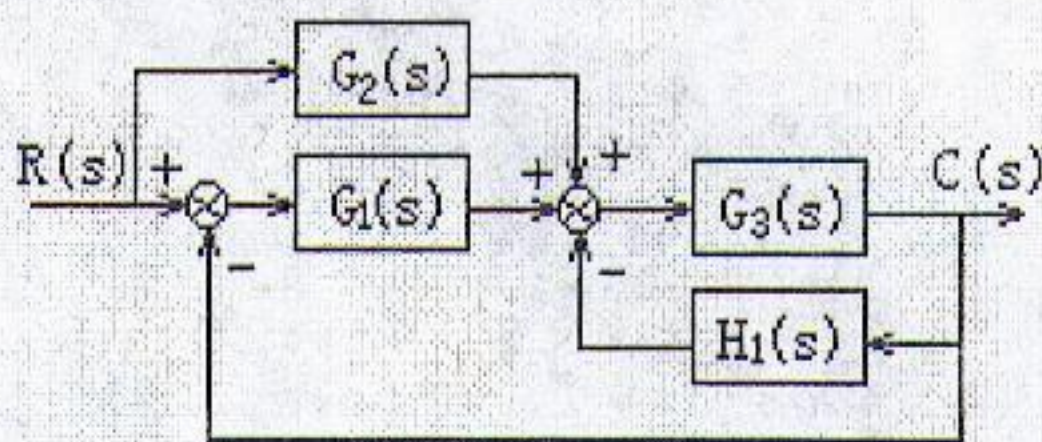 G₂(s)
R(s) + G₁(s) + + G₃(s) C(s)
- -
H₁(s)